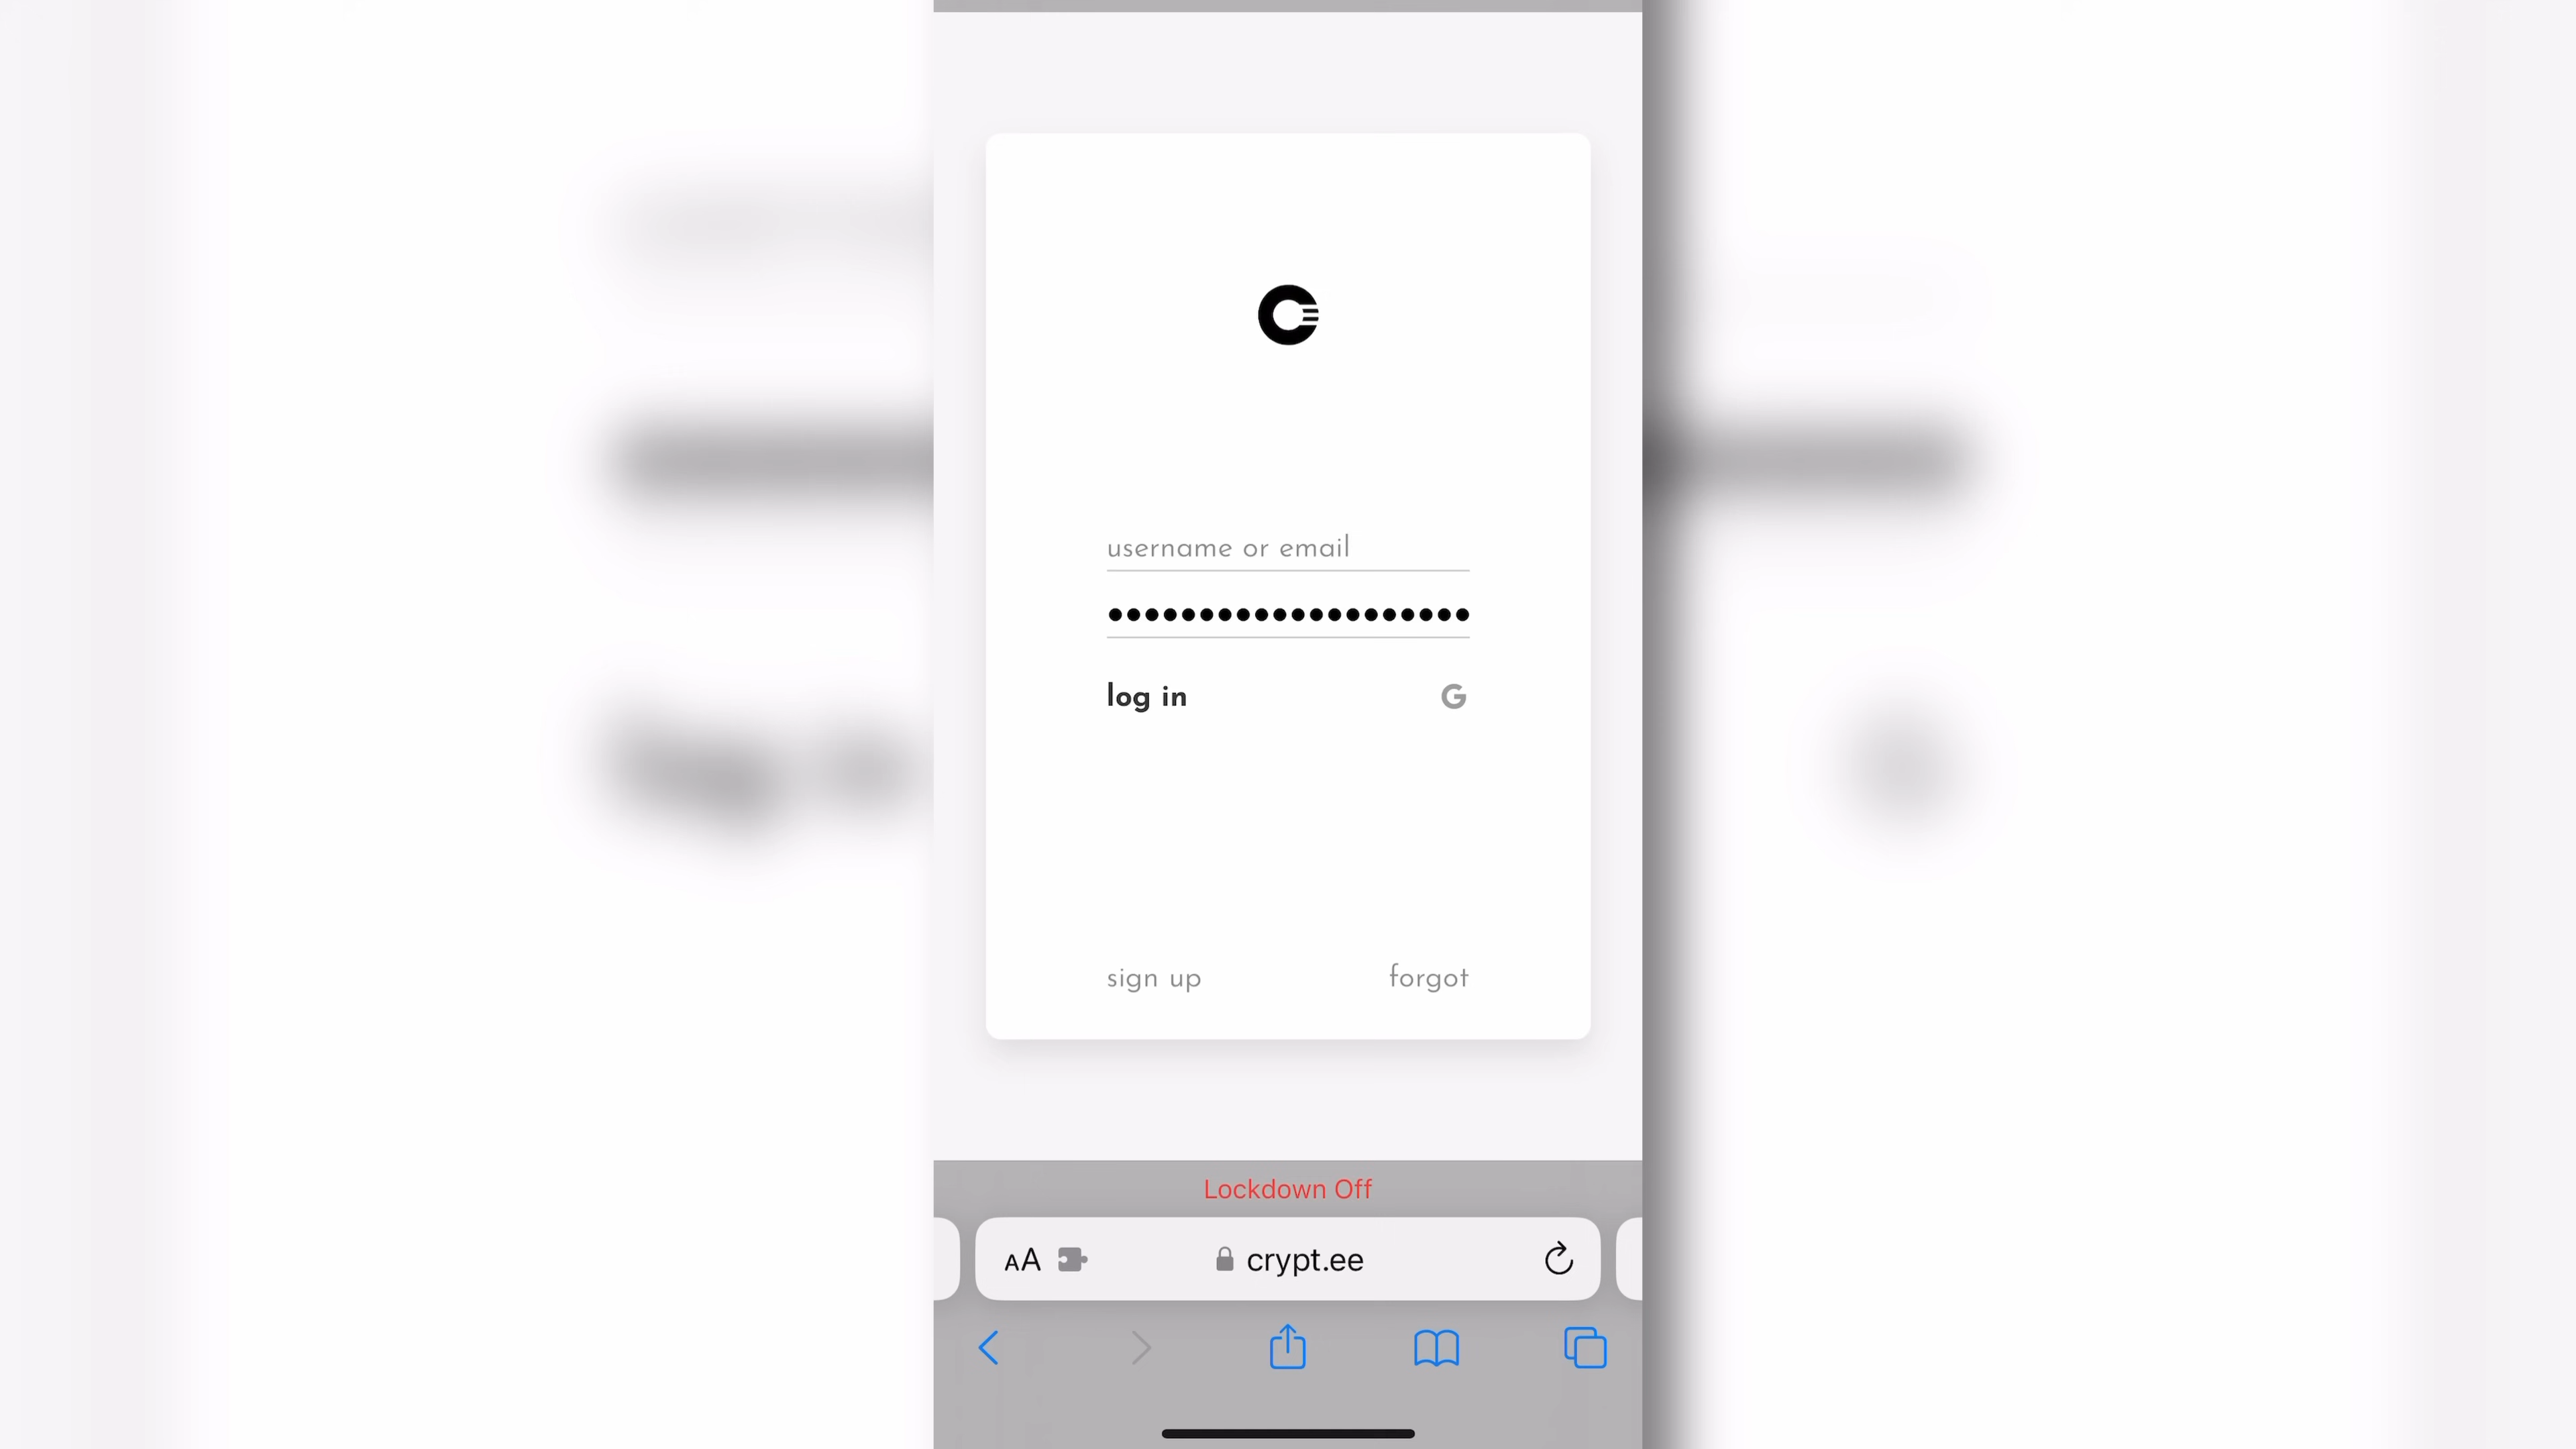 username or email
••••••••••••••••••••
log in
G
sign up
forgot
Lockdown Off
AA
crypt.ee